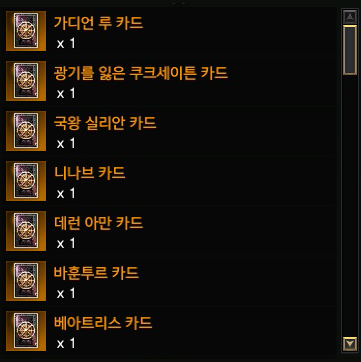 가디언 루 카드
x 1
광기를 잃은 쿠크세이튼 카드
x 1
국왕 실리안 카드
x 1
니나브 카드
x 1
데런 아만 카드
x 1
바훈투르 카드
x 1
베아트리스 카드
x 1